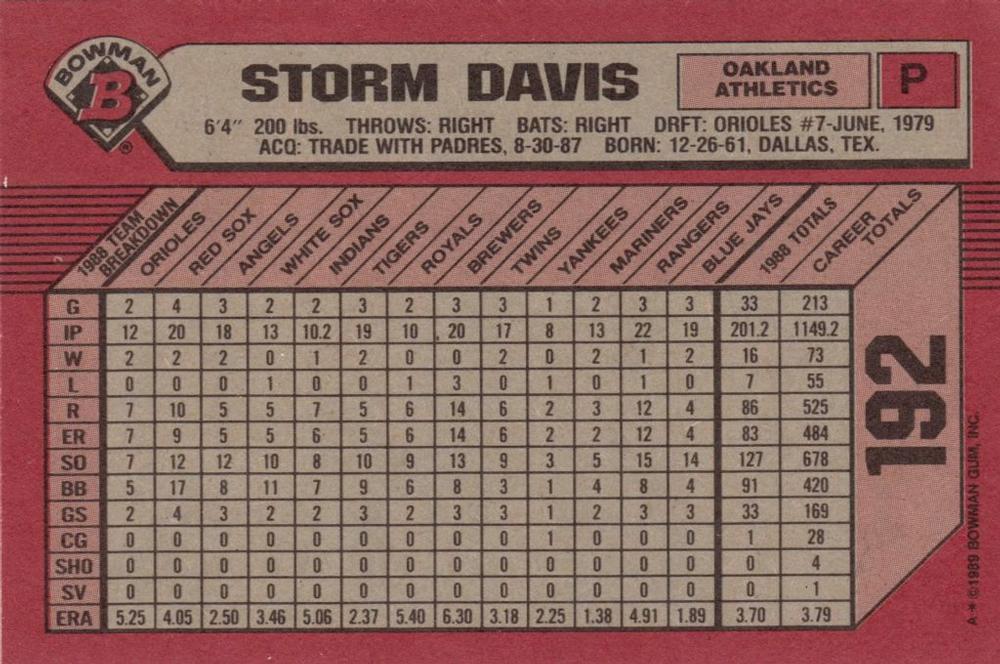 BOWMAN
B
®
STORM DAVIS
OAKLAND
ATHLETICS
P
6'4" 200 lbs. THROWS: RIGHT BATS: RIGHT DRFT: ORIOLES #7-JUNE, 1979
ACQ: TRADE WITH PADRES, 8-30-87 BORN: 12-26-61, DALLAS, TEX.
1988 TEAM BREAKDOWN ORIOLES RED SOX ANGELS WHITE SOX INDIANS TIGERS ROYALS BREWERS TWINS YANKEES MARINERS RANGERS BLUE JAYS 1988 TOTALS CAREER TOTALS
G 2 4 3 2 2 3 2 3 3 1 2 3 3 33 213
IP 12 20 18 13 10.2 19 10 20 17 8 13 22 19 201.2 1149.2
W 2 2 2 0 1 2 0 0 2 0 2 1 2 16 73
L 0 0 0 1 0 0 1 3 0 1 0 1 0 7 55
R 7 10 5 5 7 5 6 14 6 2 3 12 4 86 525
ER 7 9 5 5 6 5 6 14 6 2 2 12 4 83 484
SO 7 12 12 10 8 10 9 13 9 3 5 15 14 127 678
BB 5 17 8 11 7 9 6 8 3 1 4 8 4 91 420
GS 2 4 3 2 2 3 2 3 3 1 2 3 3 33 169
CG 0 0 0 0 0 0 0 0 0 1 0 0 0 1 28
SHO 0 0 0 0 0 0 0 0 0 0 0 0 0 0 4
SV 0 0 0 0 0 0 0 0 0 0 0 0 0 0 1
ERA 5.25 4.05 2.50 3.46 5.06 2.37 5.40 6.30 3.18 2.25 1.38 4.91 1.89 3.70 3.79
192
A-* ©1989 BOWMAN GUM, INC.